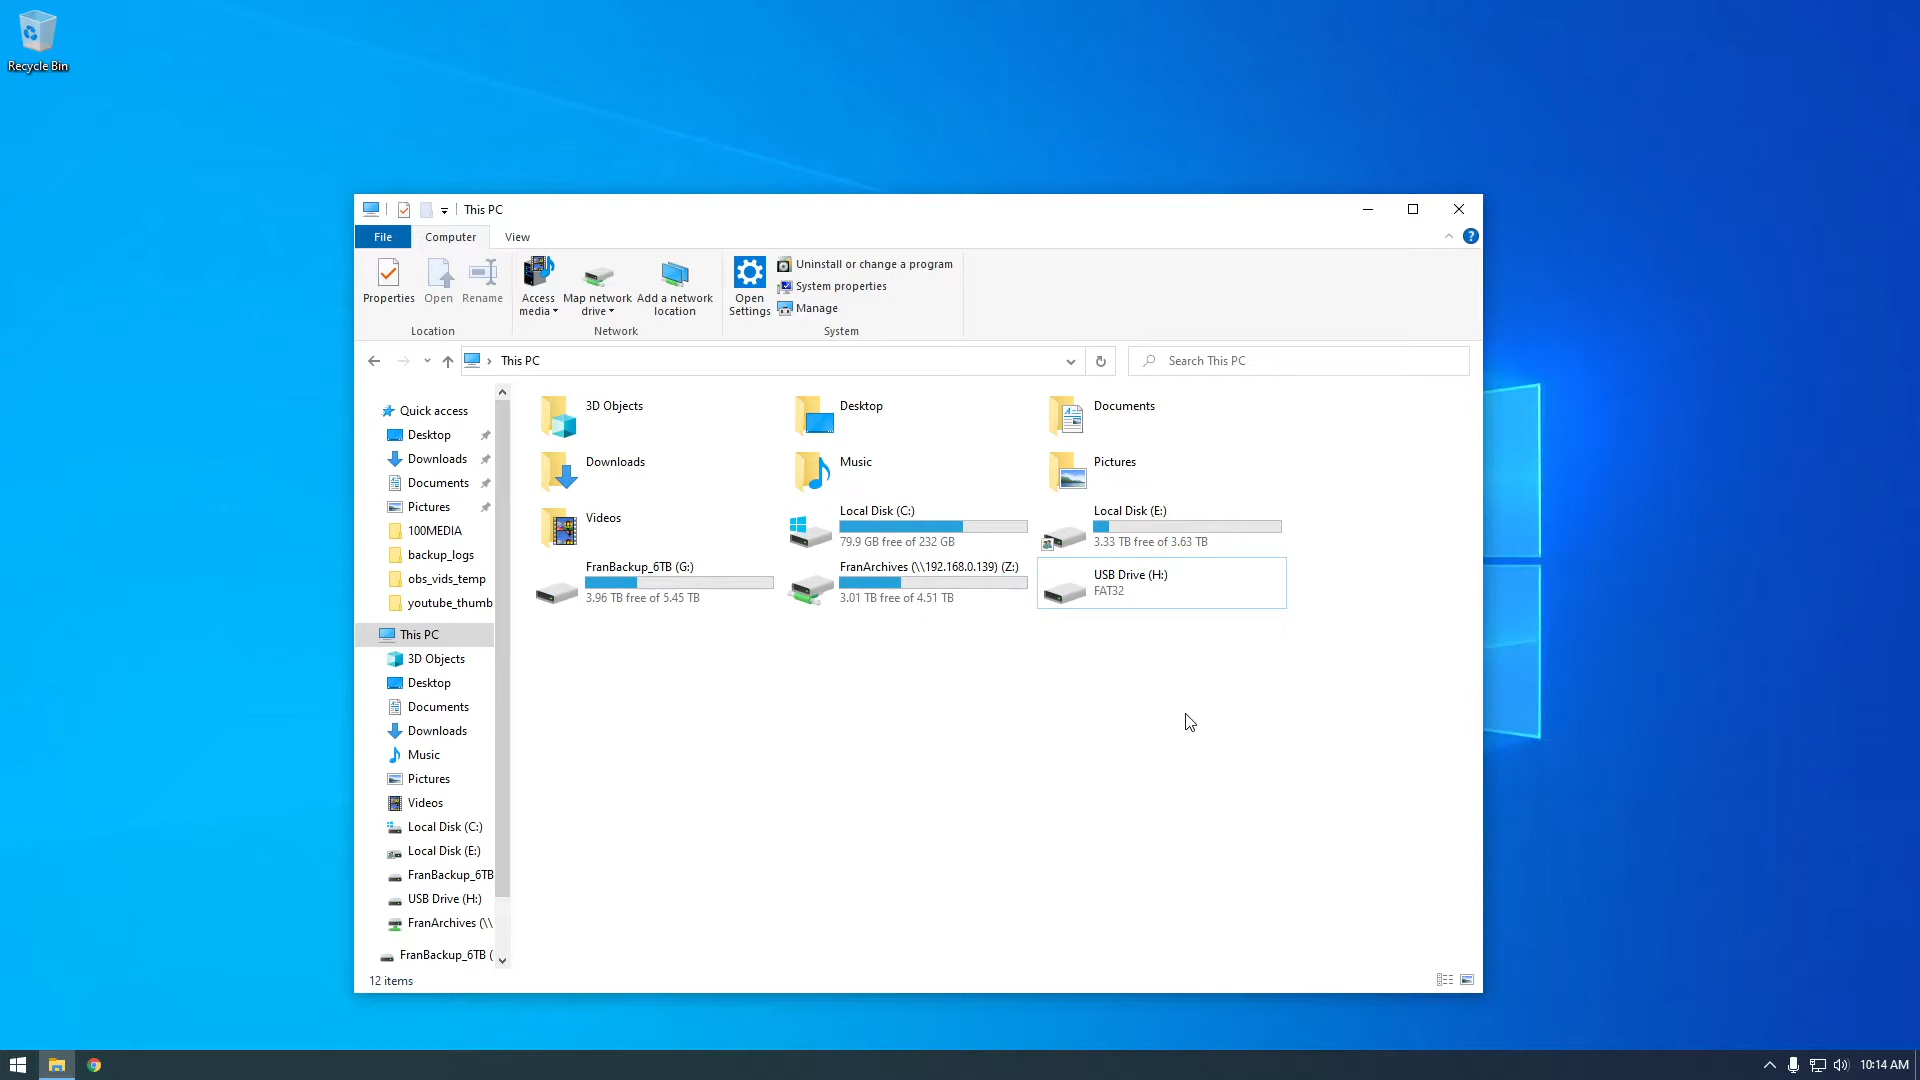 Recycle Bin
This PC
File
Computer
View
Properties
Open
Rename
Access media
Map network drive
Add a network location
Open Settings
Uninstall or change a program
System properties
Manage
Location
Network
System
This PC
Search This PC
Quick access
Desktop
Downloads
Documents
Pictures
100MEDIA
backup_logs
obs_vids_temp
youtube_thumb
This PC
3D Objects
Desktop
Documents
Downloads
Music
Pictures
Videos
Local Disk (C:)
Local Disk (E:)
FranBackup_6TB
USB Drive (H:)
FranArchives (\\
FranBackup_6TB (
3D Objects
Desktop
Documents
Downloads
Music
Pictures
Videos
Local Disk (C:)
79.9 GB free of 232 GB
Local Disk (E:)
3.33 TB free of 3.63 TB
FranBackup_6TB (G:)
3.96 TB free of 5.45 TB
FranArchives (\\192.168.0.139) (Z:)
3.01 TB free of 4.51 TB
USB Drive (H:)
FAT32
12 items
10:14 AM